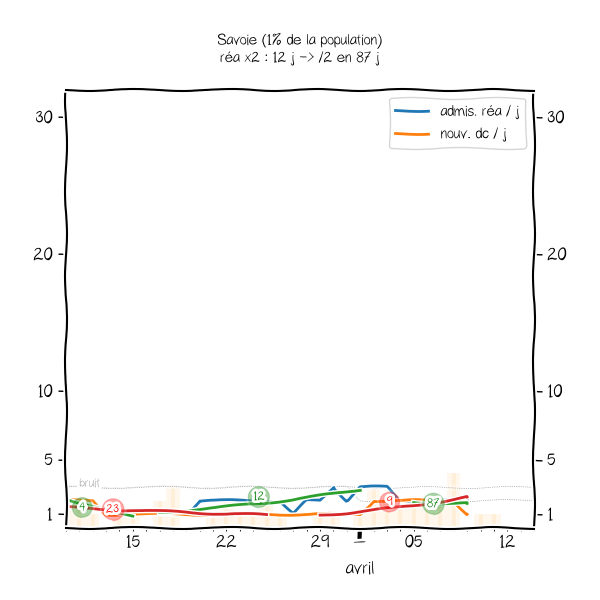 Savoie (1% de la population)
réa x2 : 12 j -> /2 en 87 j
admis. réa / j
nouv. dc / j
30 30
20 20
10 10
5 5
bruit
1 1
4 23 12 9 87
15 22 29 1 05 12
avril